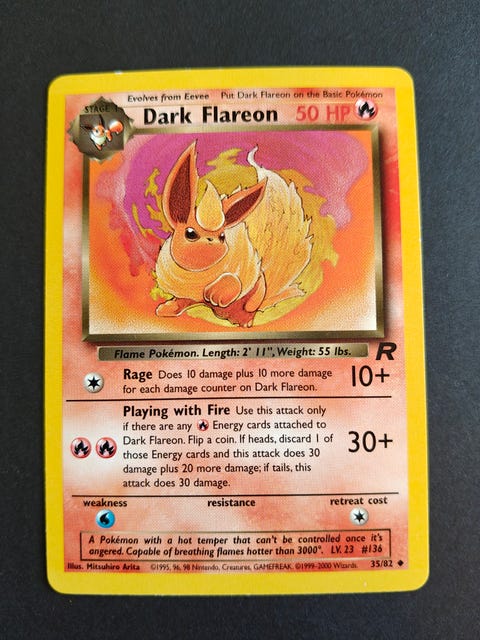 Evolves from Eevee Put Dark Flareon on the Basic Pokémon
STAGE 1
Dark Flareon 50 HP
Flame Pokémon. Length: 2' 11", Weight: 55 lbs.
R
Rage Does 10 damage plus 10 more damage
for each damage counter on Dark Flareon.
10+
Playing with Fire Use this attack only
if there are any Energy cards attached to
Dark Flareon. Flip a coin. If heads, discard 1 of
those Energy cards and this attack does 30
damage plus 20 more damage; if tails, this
attack does 30 damage.
30+
weakness resistance retreat cost
A Pokémon with a hot temper that can't be controlled once it's
angered. Capable of breathing flames hotter than 3000°. LV. 23 #136
Illus. Mitsuhiro Arita ©1995, 96, 98 Nintendo, Creatures, GAMEFREAK. ©1999-2000 Wizards. 35/82